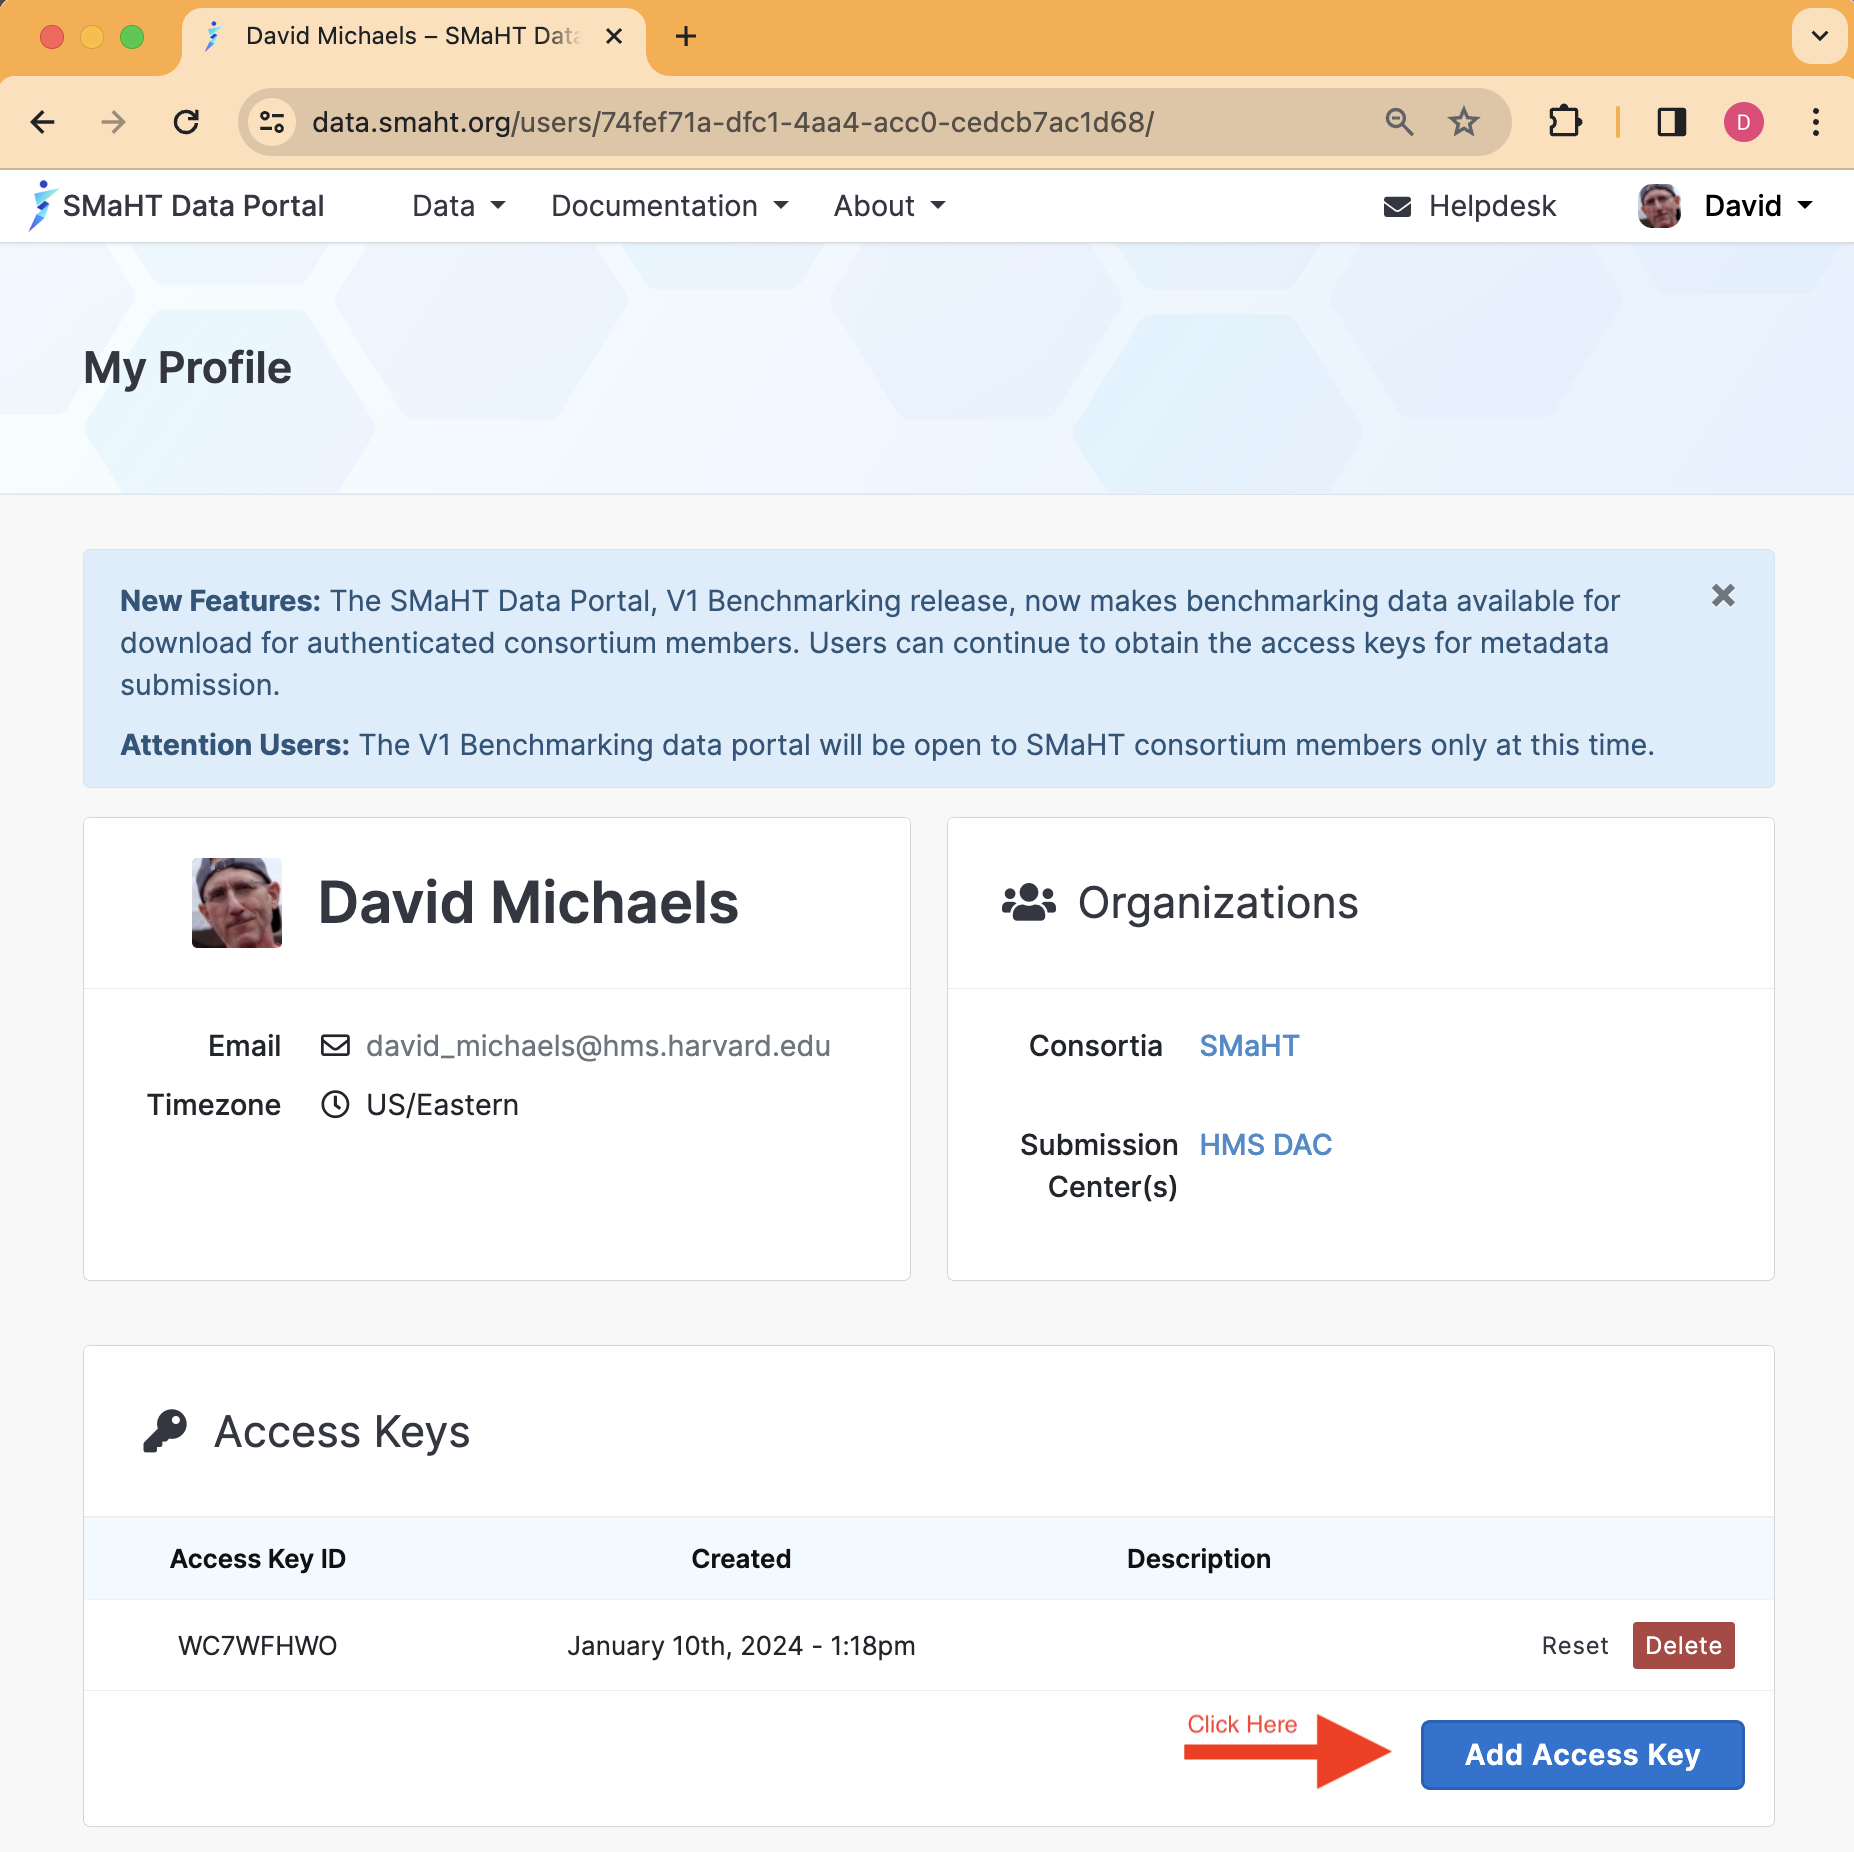 David Michaels – SMaHT Data
data.smaht.org/users/74fef71a-dfc1-4aa4-acc0-cedcb7ac1d68/
D
SMaHT Data Portal Data Documentation About Helpdesk David
My Profile
New Features: The SMaHT Data Portal, V1 Benchmarking release, now makes benchmarking data available for
download for authenticated consortium members. Users can continue to obtain the access keys for metadata
submission.
Attention Users: The V1 Benchmarking data portal will be open to SMaHT consortium members only at this time.
David Michaels
Email david_michaels@hms.harvard.edu
Timezone US/Eastern
Organizations
Consortia SMaHT
Submission HMS DAC
Center(s)
Access Keys
Access Key ID Created Description
WC7WFHWO January 10th, 2024 - 1:18pm Reset Delete
Click Here
Add Access Key